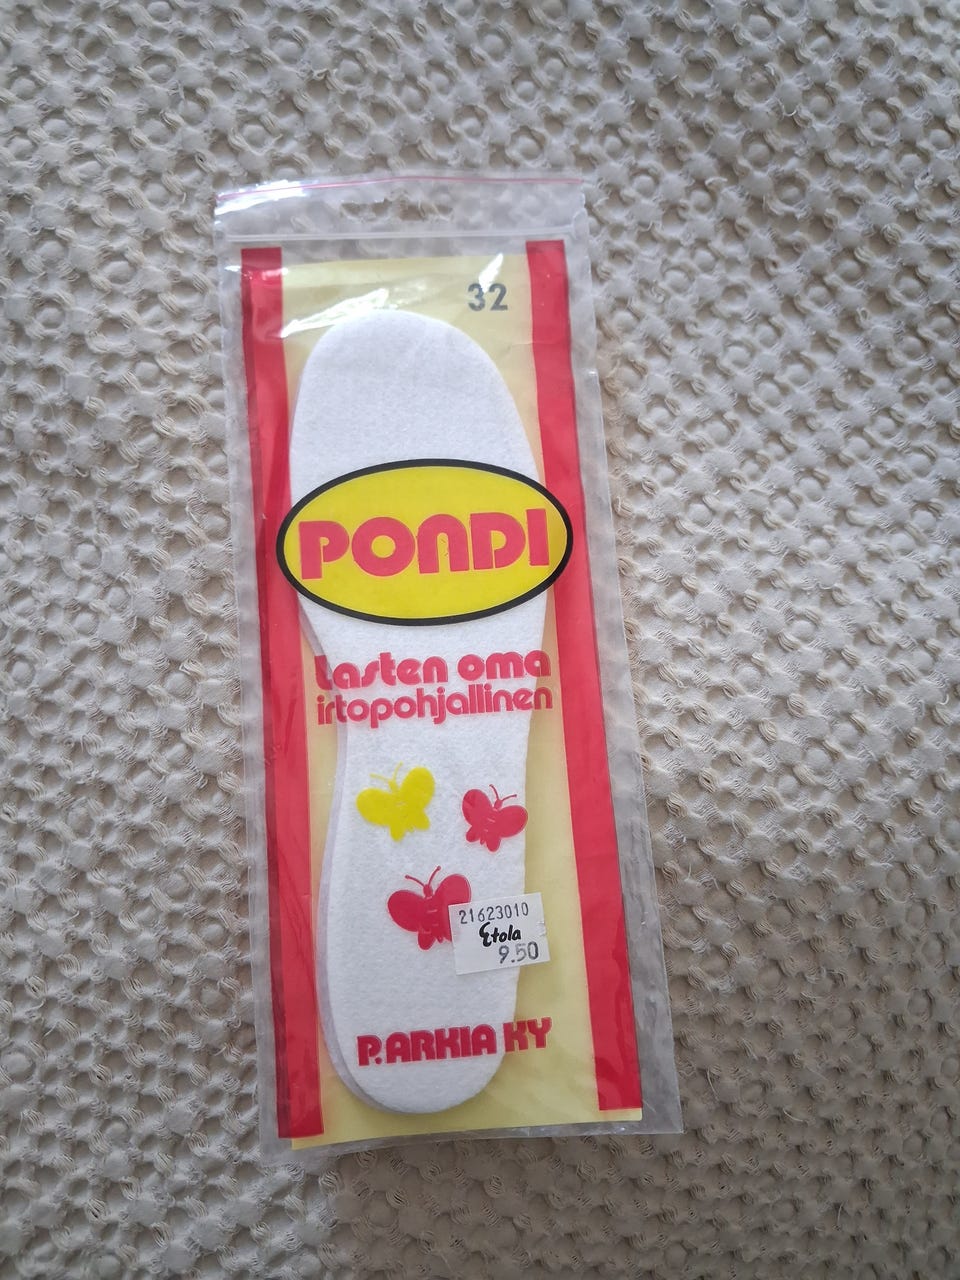 32
PONDI
Lasten oma
irtopohjallinen
21623010
Etola
9.50
P. ARKIA KY